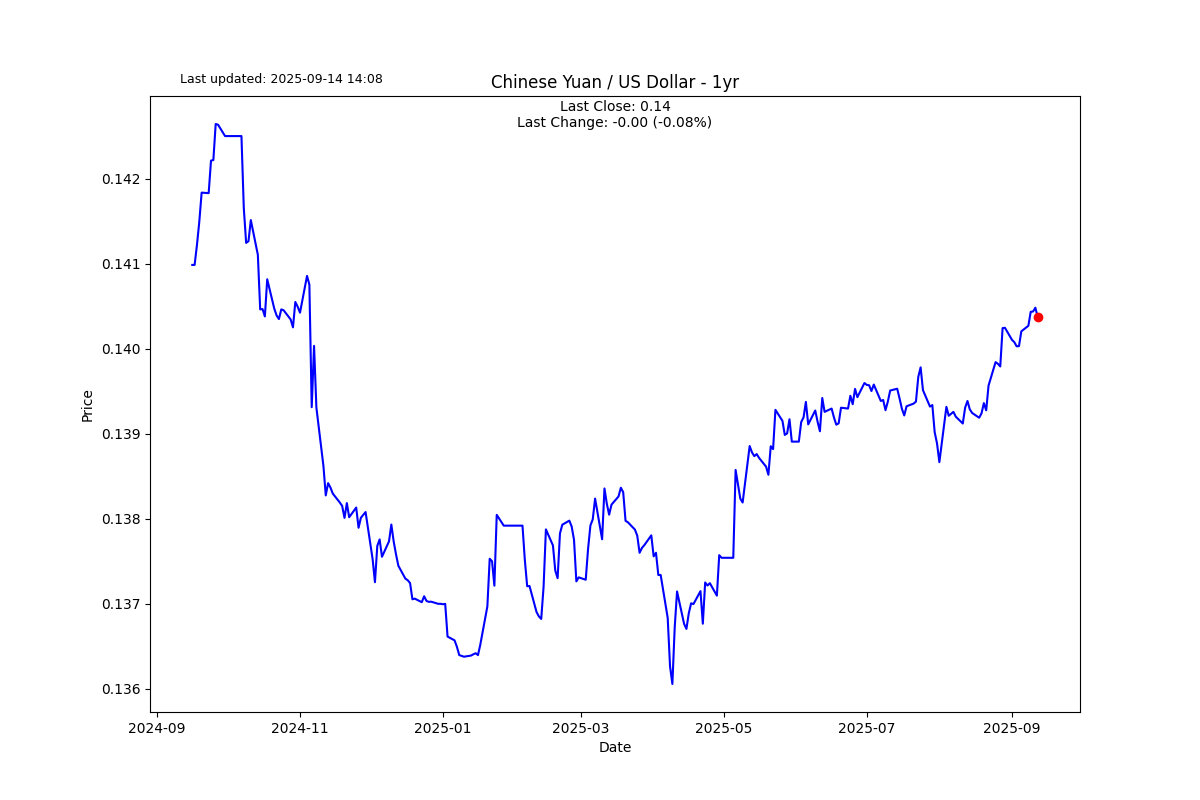 Last updated: 2025-09-14 14:08
Chinese Yuan / US Dollar - 1yr
Last Close: 0.14
Last Change: -0.00 (-0.08%)
Price
0.142
0.141
0.140
0.139
0.138
0.137
0.136
2024-09
2024-11
2025-01
2025-03
2025-05
2025-07
2025-09
Date